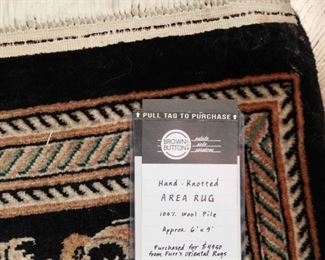 PULL TAG TO PURCHASE
BROWN BUTTON
estate
sale
services
Hand-Knotted
AREA RUG
100% Wool Pile
Approx. 6' x 9'
Purchased for $4960
from Furr's Oriental Rugs